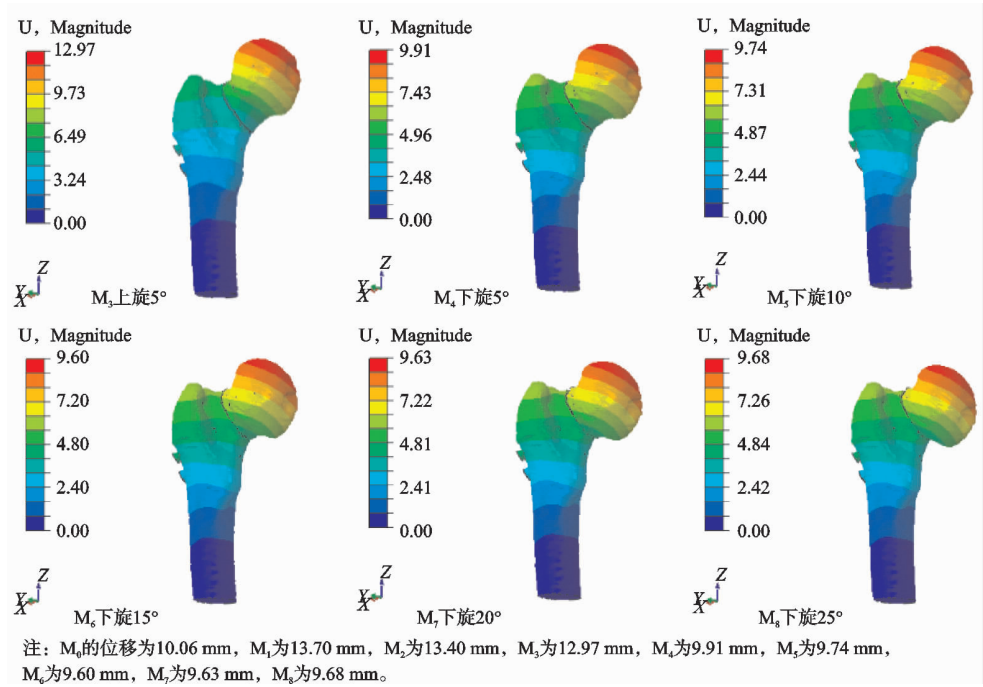 U，Magnitude
12.97
9.73
6.49
3.24
0.00
Z
Y
X
M₃上旋5°
U，Magnitude
9.91
7.43
4.96
2.48
0.00
Z
Y
X
M₄下旋5°
U，Magnitude
9.74
7.31
4.87
2.44
0.00
Z
Y
X
M₅下旋10°
U，Magnitude
9.60
7.20
4.80
2.40
0.00
Z
Y
X
M₆下旋15°
U，Magnitude
9.63
7.22
4.81
2.41
0.00
Z
Y
X
M₇下旋20°
U，Magnitude
9.68
7.26
4.84
2.42
0.00
Z
Y
X
M₈下旋25°
注：M₀的位移为10.06 mm，M₁为13.70 mm，M₂为13.40 mm，M₃为12.97 mm，M₄为9.91 mm，M₅为9.74 mm，
M₆为9.60 mm，M₇为9.63 mm，M₈为9.68 mm。